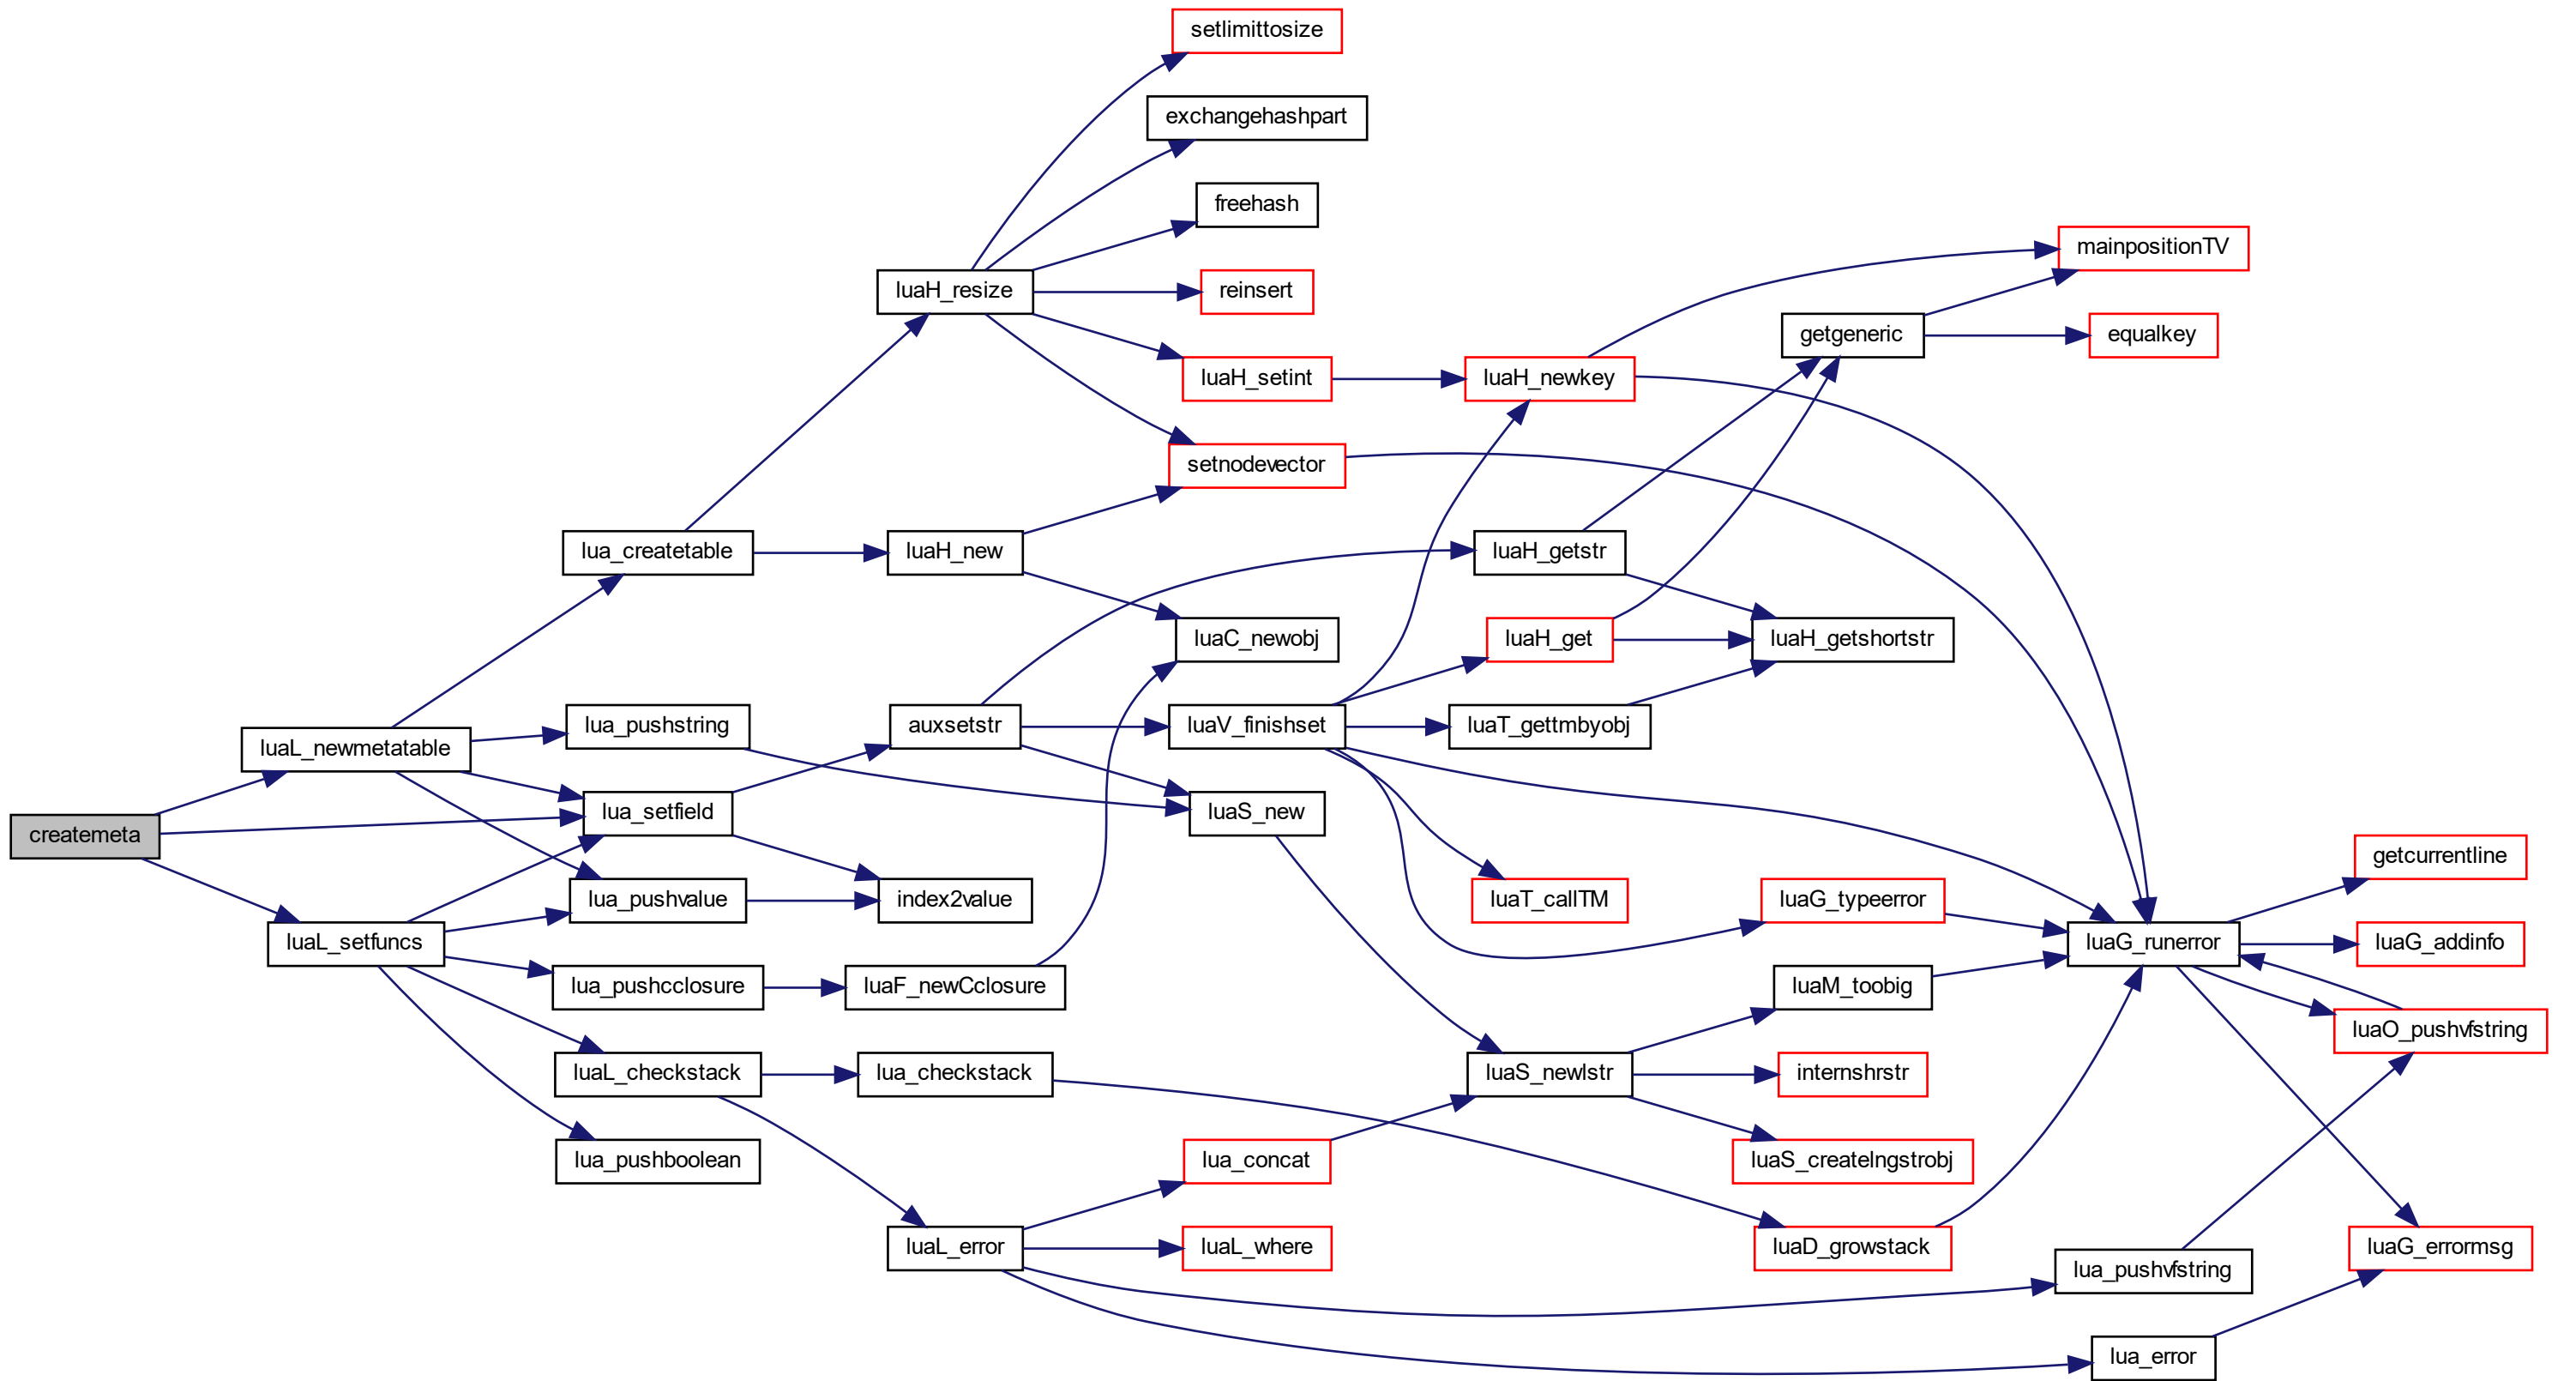 setlimittosize
exchangehashpart
freehash
mainpositionTV
luaH_resize
reinsert
getgeneric
equalkey
luaH_setint
luaH_newkey
setnodevector
lua_createtable
luaH_new
luaH_getstr
luaC_newobj
luaH_get
luaH_getshortstr
luaL_newmetatable
lua_pushstring
auxsetstr
luaV_finishset
luaT_gettmbyobj
createmeta
lua_setfield
luaS_new
getcurrentline
lua_pushvalue
index2value
luaT_callTM
luaG_typeerror
luaL_setfuncs
luaG_runerror
luaG_addinfo
lua_pushcclosure
luaF_newCclosure
luaM_toobig
luaO_pushvfstring
luaL_checkstack
lua_checkstack
luaS_newlstr
internshrstr
lua_pushboolean
lua_concat
luaS_createlngstrobj
luaL_error
luaL_where
luaD_growstack
lua_pushvfstring
luaG_errormsg
lua_error